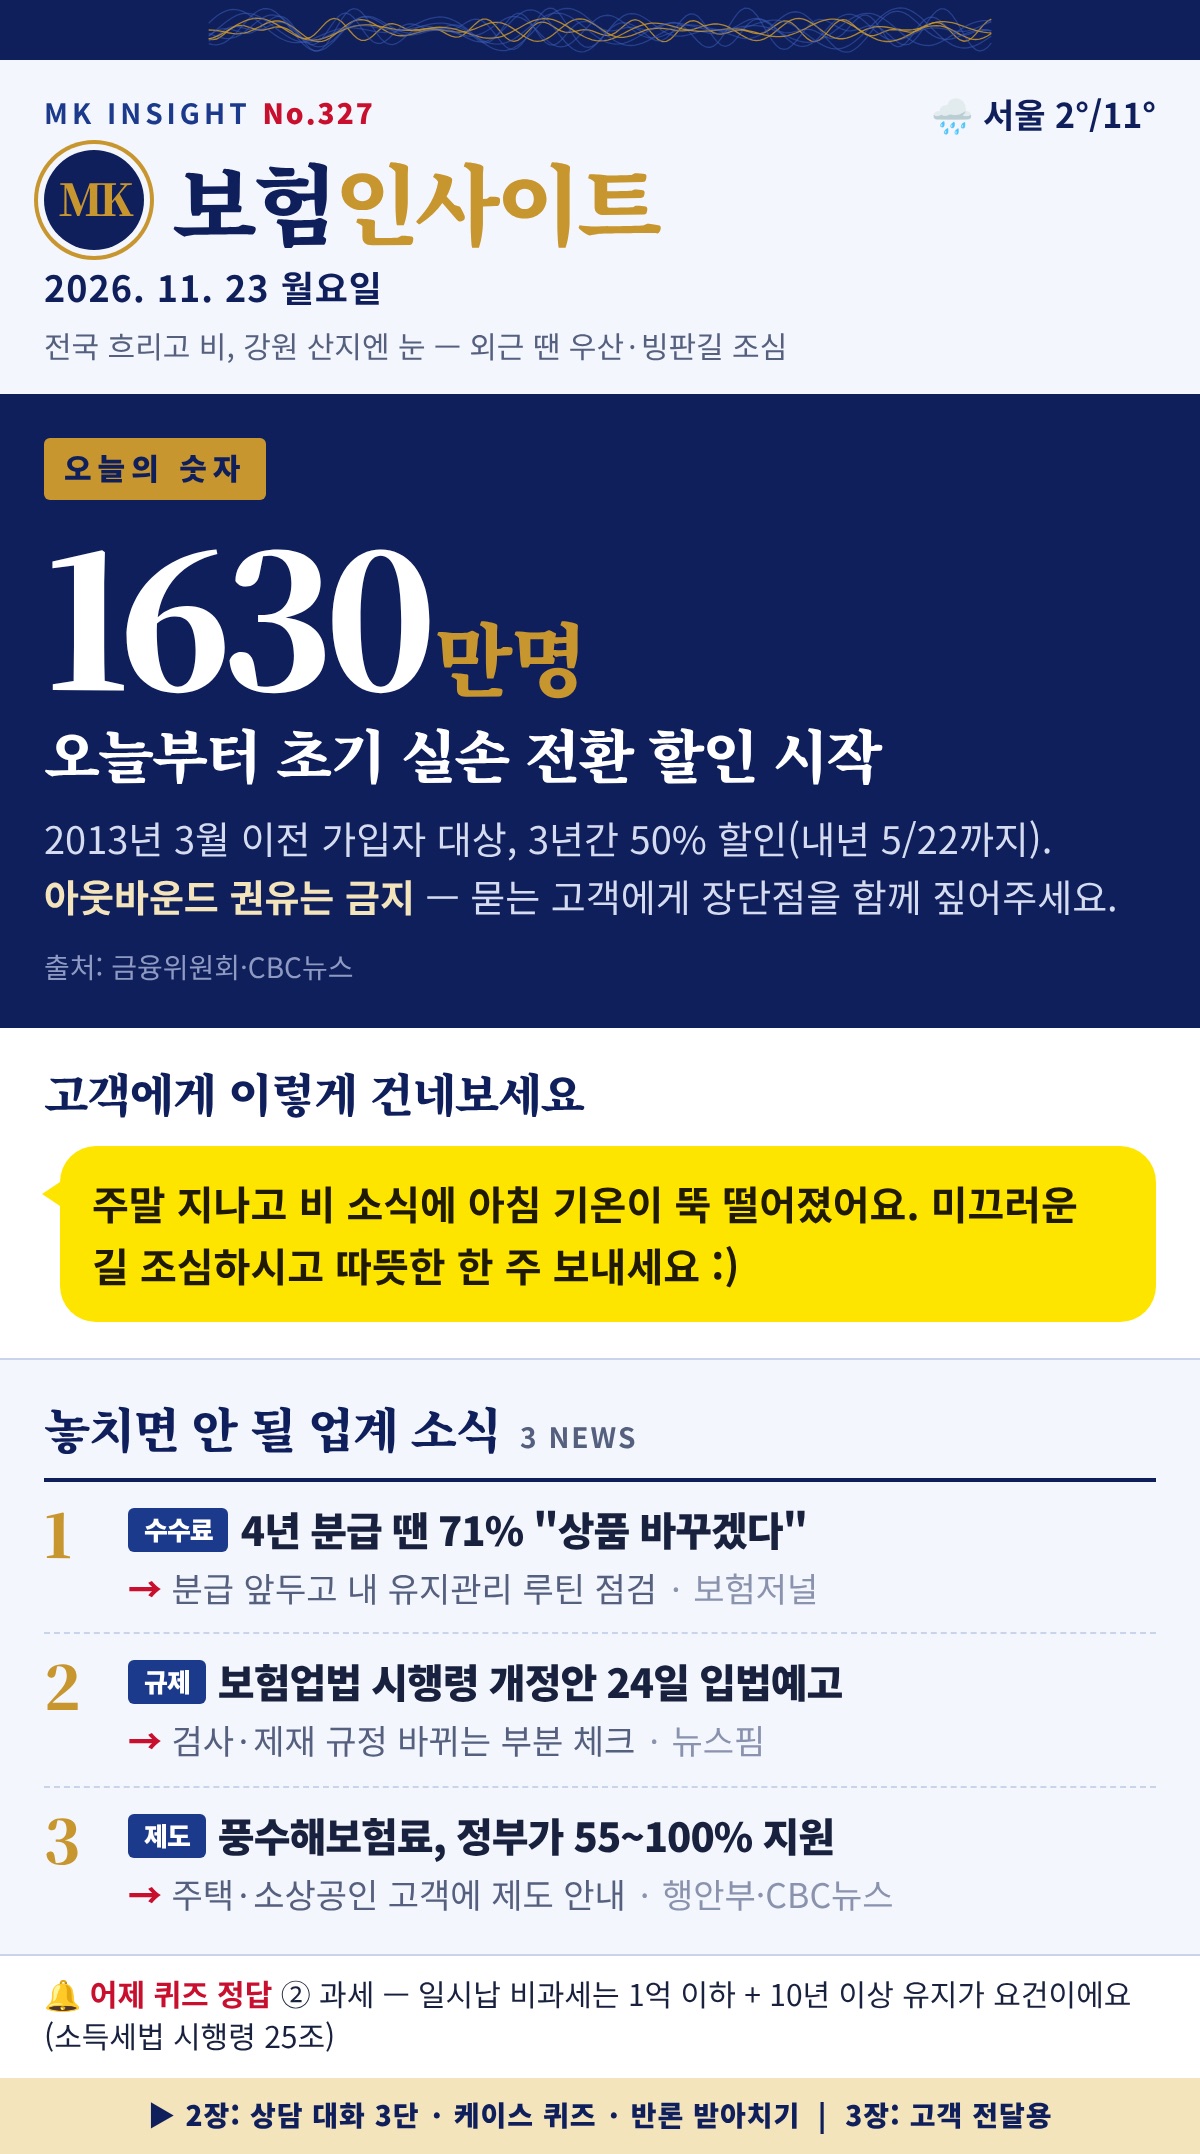 MK INSIGHT No.327
🌧️ 서울 2°/11°
MK 보험인사이트
2026. 11. 23 월요일
전국 흐리고 비, 강원 산지엔 눈 — 외근 땐 우산·빙판길 조심
오늘의 숫자
1630만명
오늘부터 초기 실손 전환 할인 시작
2013년 3월 이전 가입자 대상, 3년간 50% 할인(내년 5/22까지).
아웃바운드 권유는 금지 — 묻는 고객에게 장단점을 함께 짚어주세요.
출처: 금융위원회·CBC뉴스
고객에게 이렇게 건네보세요
주말 지나고 비 소식에 아침 기온이 뚝 떨어졌어요. 미끄러운
길 조심하시고 따뜻한 한 주 보내세요 :)
놓치면 안 될 업계 소식 3 NEWS
1 수수료 4년 분급 땐 71% "상품 바꾸겠다"
→ 분급 앞두고 내 유지관리 루틴 점검 · 보험저널
2 규제 보험업법 시행령 개정안 24일 입법예고
→ 검사·제재 규정 바뀌는 부분 체크 · 뉴스핌
3 제도 풍수해보험료, 정부가 55~100% 지원
→ 주택·소상공인 고객에 제도 안내 · 행안부·CBC뉴스
🔔 어제 퀴즈 정답 ② 과세 — 일시납 비과세는 1억 이하 + 10년 이상 유지가 요건이에요
(소득세법 시행령 25조)
▶ 2장: 상담 대화 3단 · 케이스 퀴즈 · 반론 받아치기 | 3장: 고객 전달용